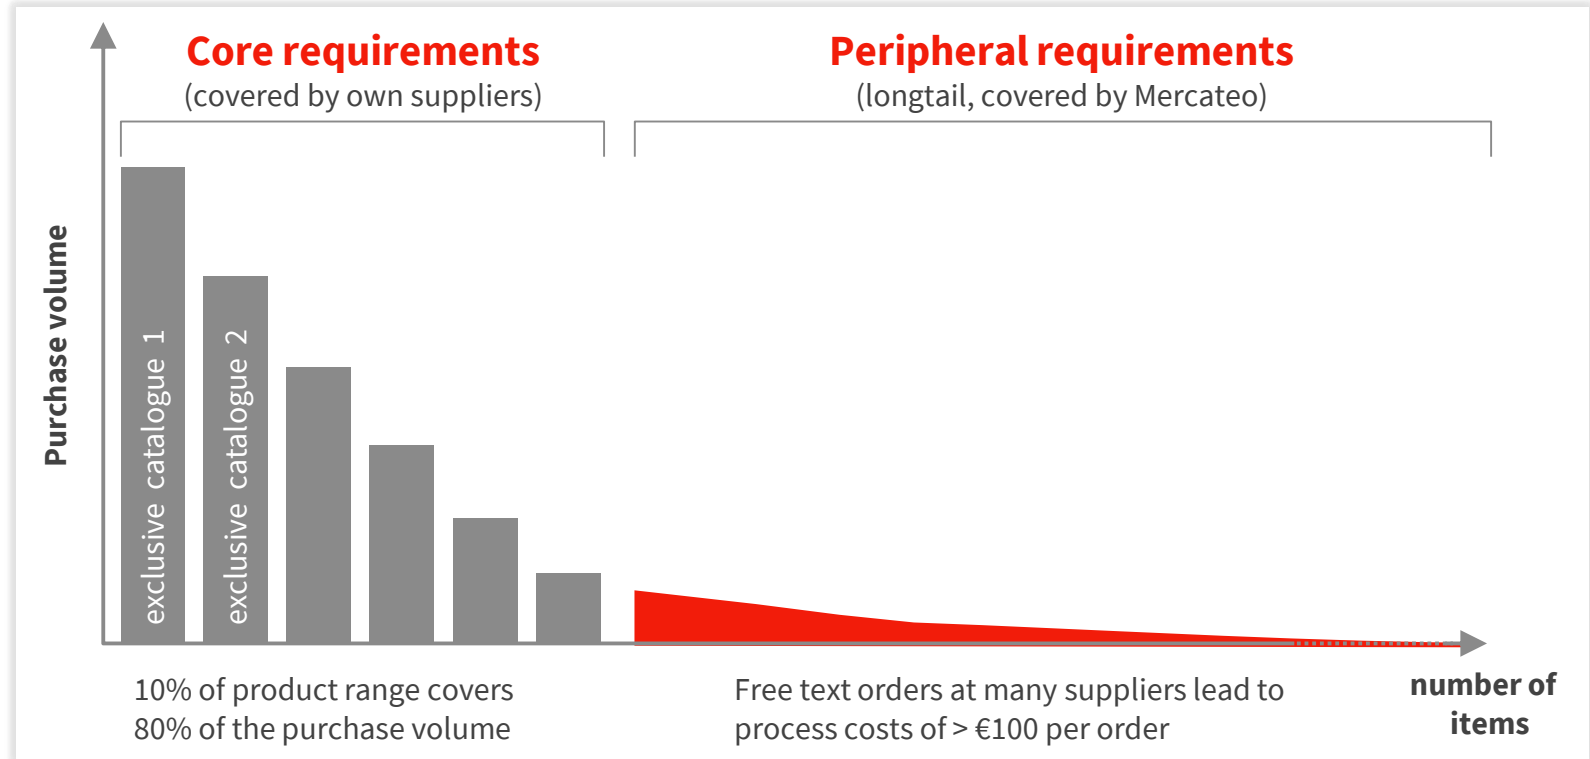 Core requirements
(covered by own suppliers)
Peripheral requirements
(longtail, covered by Mercateo)
Purchase volume
exclusive catalogue 1
exclusive catalogue 2
10% of product range covers
80% of the purchase volume
Free text orders at many suppliers lead to
process costs of > €100 per order
number of
items